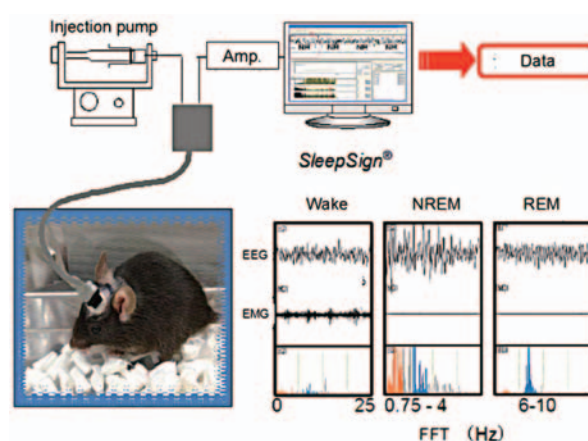 Injection pump
Amp.
Data
SleepSign®
Wake NREM REM
EEG
EMG
0 25 0.75 - 4 6-10
FFT (Hz)